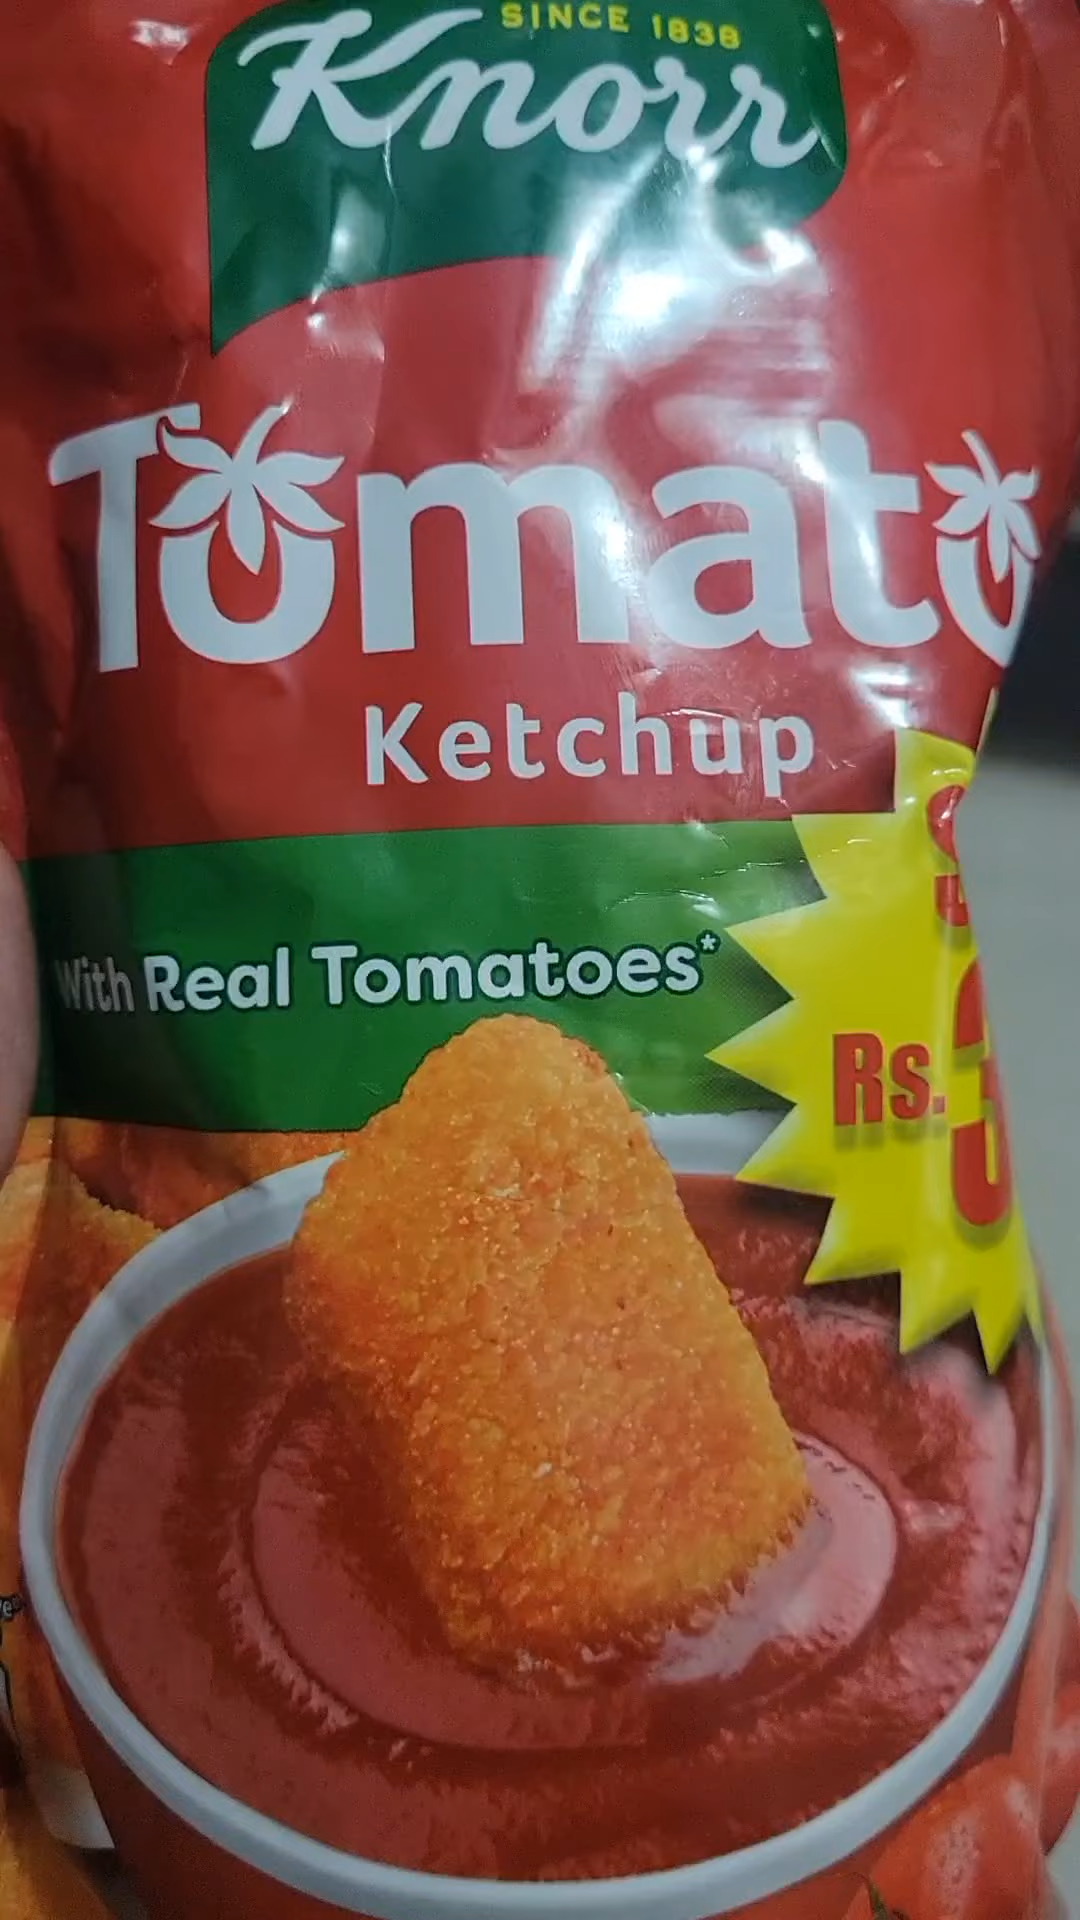 SINCE 1838
Knorr
Tomato
Ketchup
With Real Tomatoes*
Rs.